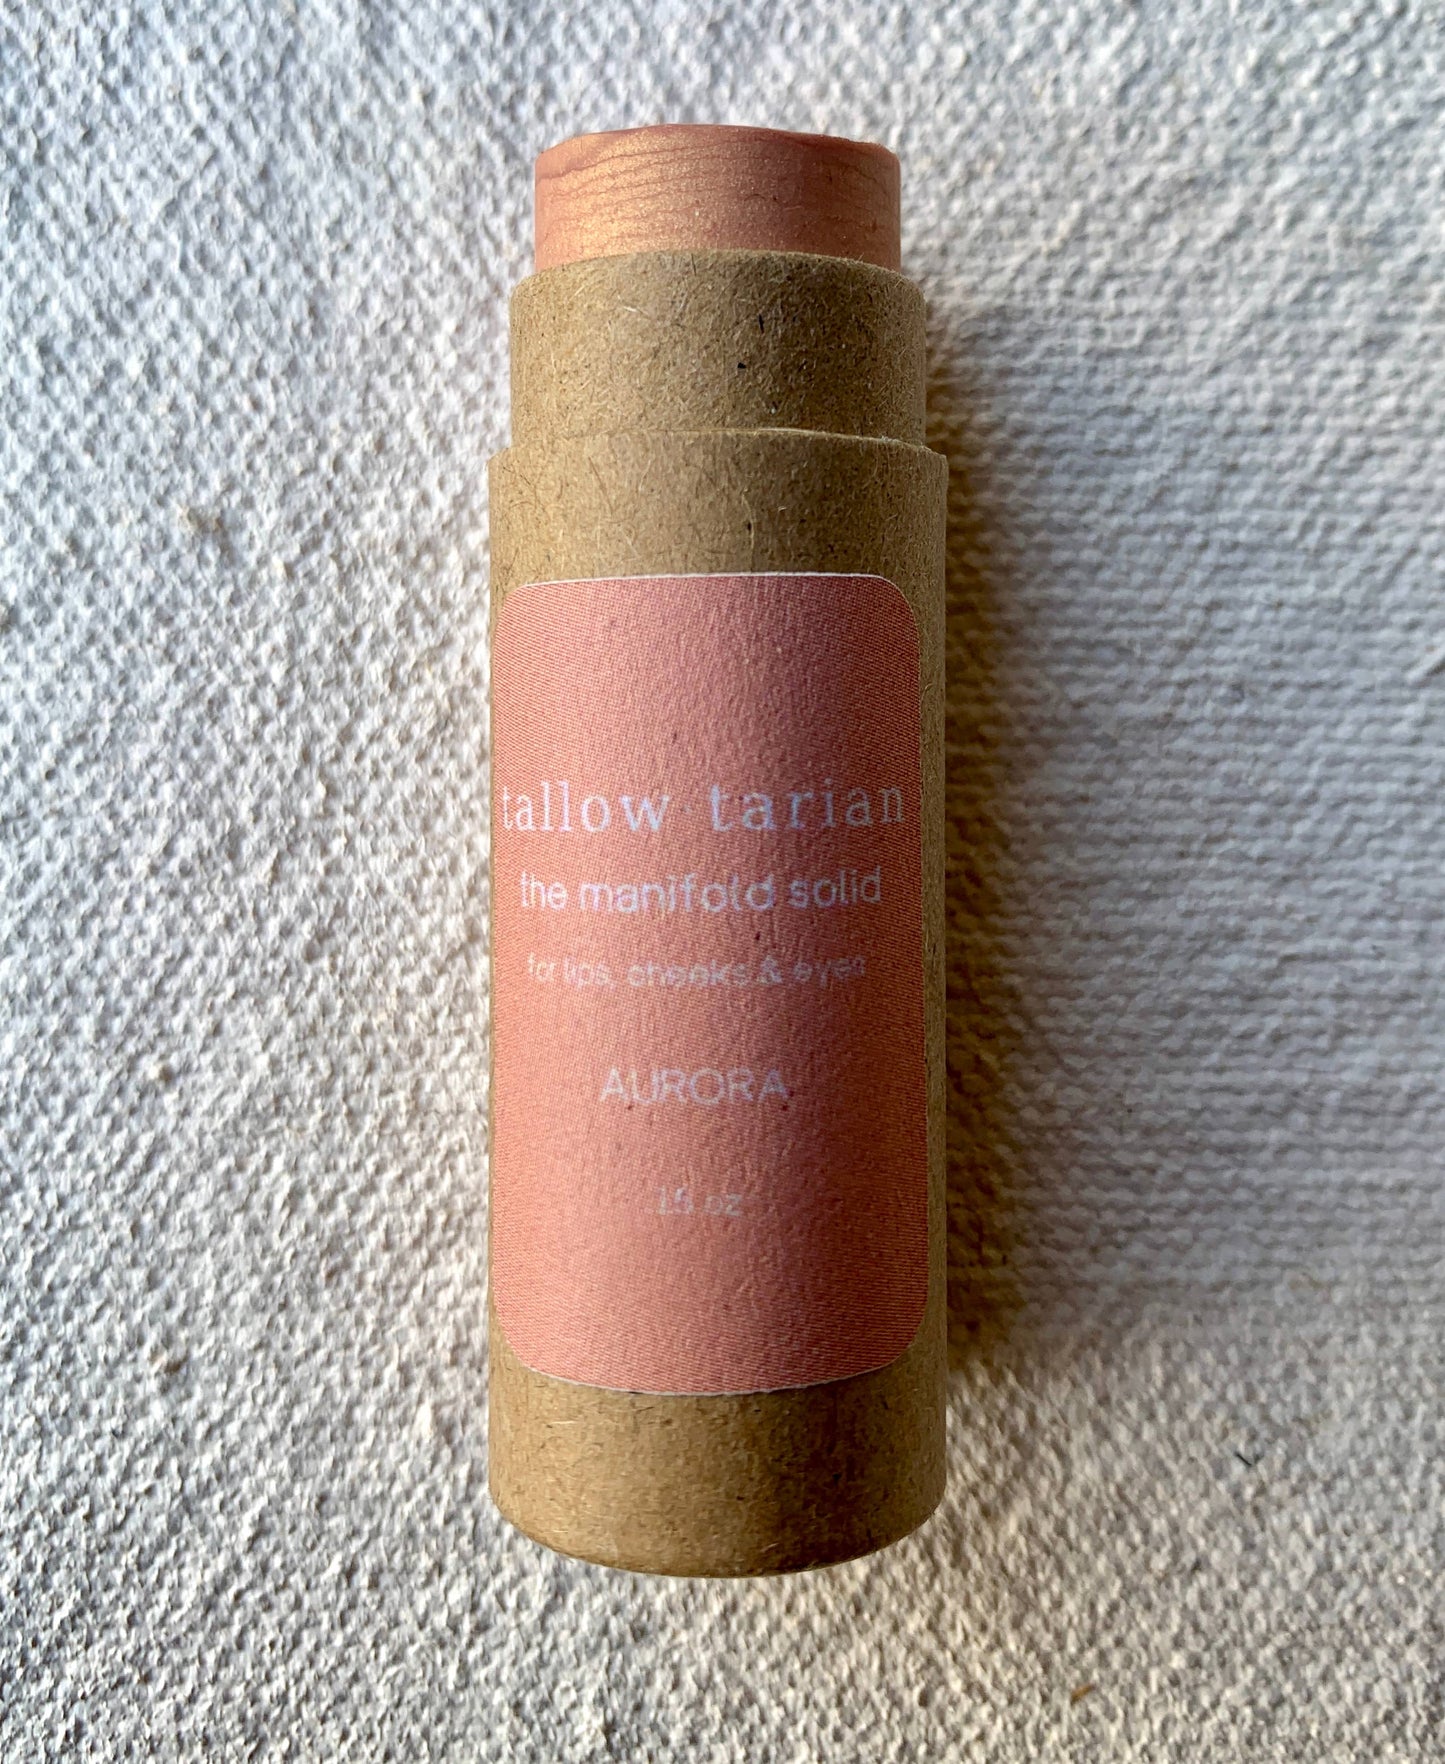 tallow · tarian
the manifold solid
for lips, cheeks & eyes
AURORA
.15 oz